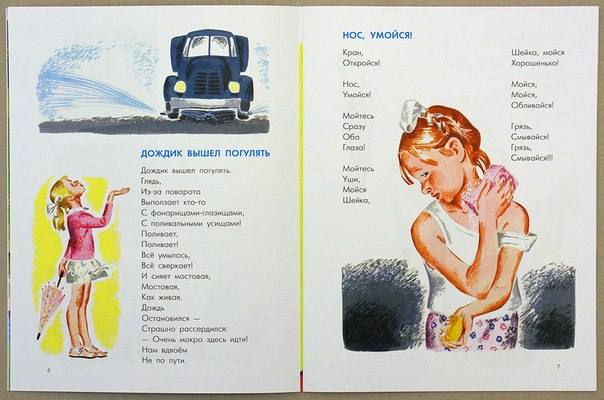 ДОЖДИК ВЫШЕЛ ПОГУЛЯТЬ
Дождик вышел погулять.
Глядь,
Из-за поворота
Выползает кто-то
С фонарищами-глазищами,
С поливальными усищами!
Поливает,
Поливает!
Всё умылось,
Всё сверкает!
И сияет мостовая,
Мостовая,
Как живая.
Дождь
Остановился —
Страшно рассердился:
— Очень мокро здесь идти!
Нам вдвоём
Не по пути.
6
НОС, УМОЙСЯ!
Кран,
Откройся!
Нос,
Умойся!
Мойтесь
Сразу
Оба
Глаза!
Мойтесь
Уши,
Мойся
Шейка,
Шейка, мойся
Хорошенько!
Мойся,
Мойся,
Обливайся!
Грязь,
Смывайся!
Грязь,
Смывайся!!!
7